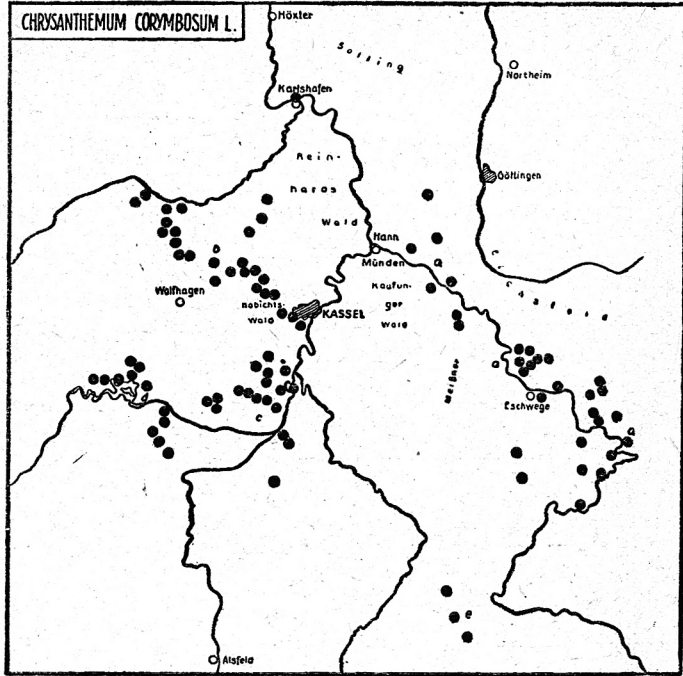 CHRYSANTHEMUM CORYMBOSUM L.
Höxter
Solling
Northeim
Karlshafen
Rein-
hards
Wald
Göttingen
Hann
Münden
a
b
Kaufun-
ger
Wald
Eichsfeld
Wolfhagen
Habichts-
Wald
KASSEL
Meißner
a
Eschwege
c
d
a
e
Alsfeld